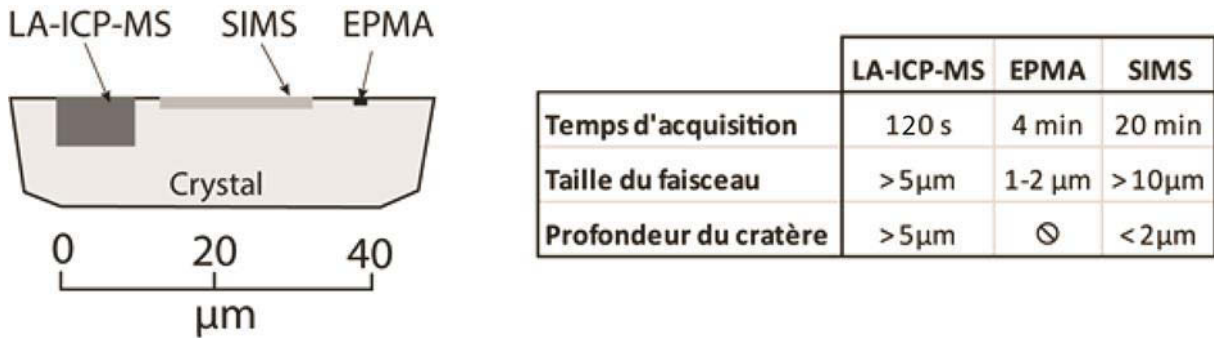 LA-ICP-MS SIMS EPMA
Crystal
0 20 40
µm
LA-ICP-MS EPMA SIMS
Temps d'acquisition 120 s 4 min 20 min
Taille du faisceau >5µm 1-2 µm >10µm
Profondeur du cratère >5µm ⦸ <2µm